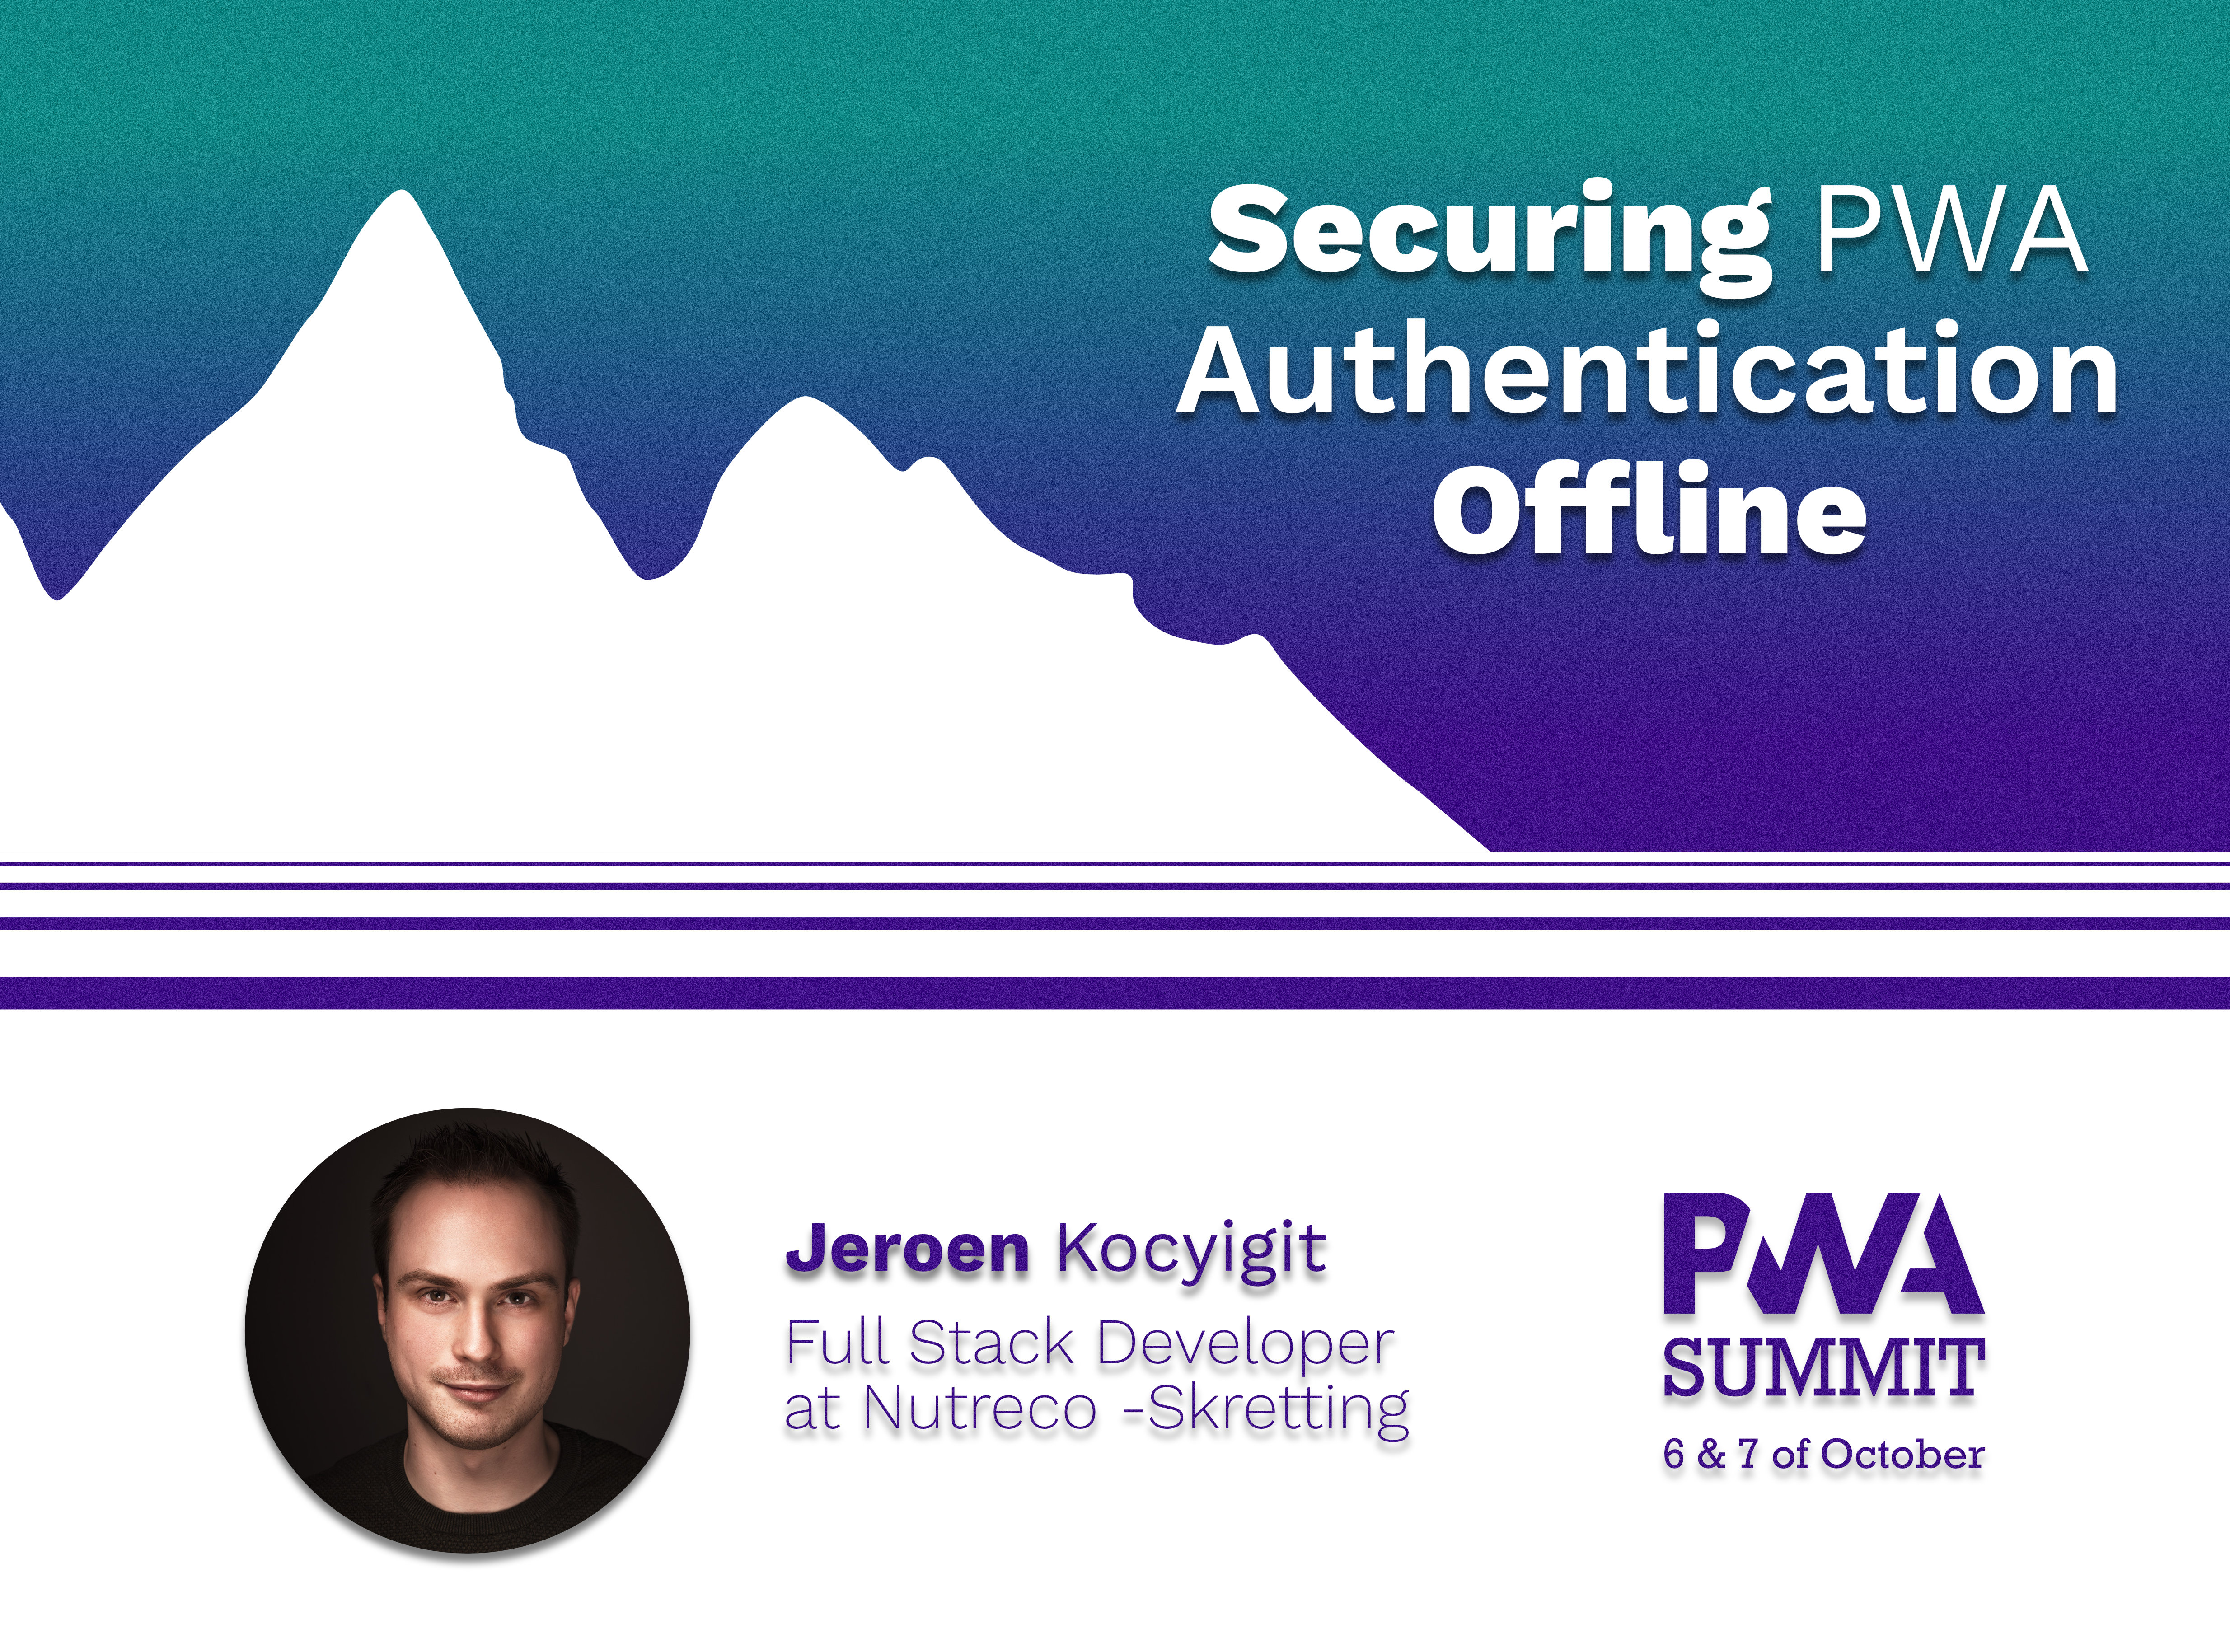 Securing PWA
Authentication
Offline
Jeroen Kocyigit
Full Stack Developer
at Nutreco -Skretting
PWA
SUMMIT
6 & 7 of October